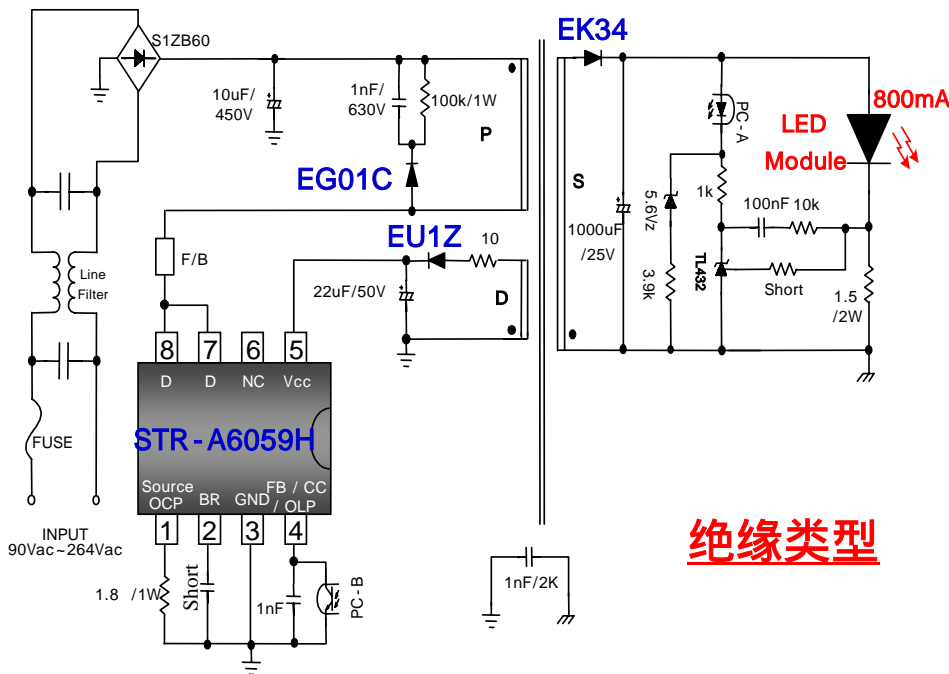 S1ZB60
EK34
10uF/
450V
1nF/
630V
100k/1W
P
EG01C
PC-A
800mA
LED
Module
S
1k
5.6Vz
100nF
10k
1000uF
/25V
TL432
Short
3.9k
1.5
/2W
EU1Z
10
22uF/50V
D
F/B
Line
Filter
8
7
6
5
D
D
NC
Vcc
STR-A6059H
FUSE
Source
OCP
BR
GND
FB / CC
/ OLP
1
2
3
4
INPUT
90Vac~264Vac
1.8 /1W
Short
1nF
PC-B
1nF/2K
绝缘类型